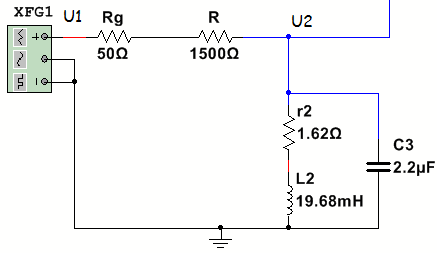 XFG1
U1
Rg
50Ω
R
1500Ω
U2
r2
1.62Ω
L2
19.68mH
C3
2.2µF